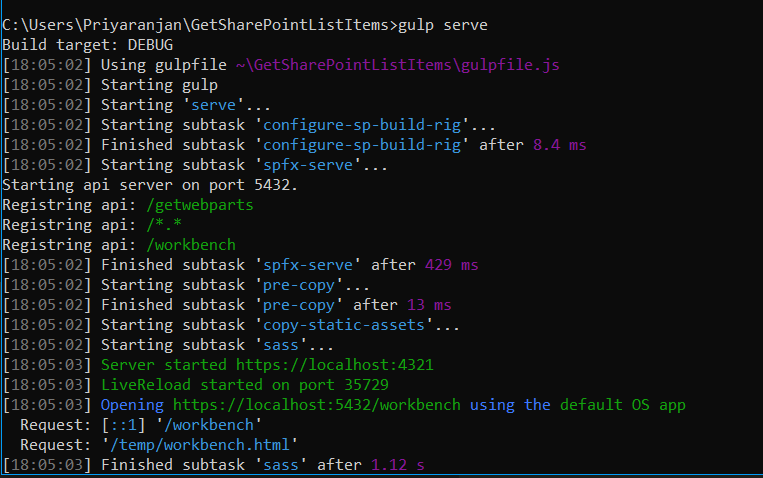 C:\Users\Priyaranjan\GetSharePointListItems>gulp serve
Build target: DEBUG
[18:05:02] Using gulpfile ~\GetSharePointListItems\gulpfile.js
[18:05:02] Starting gulp
[18:05:02] Starting 'serve'...
[18:05:02] Starting subtask 'configure-sp-build-rig'...
[18:05:02] Finished subtask 'configure-sp-build-rig' after 8.4 ms
[18:05:02] Starting subtask 'spfx-serve'...
Starting api server on port 5432.
Registring api: /getwebparts
Registring api: /*.*
Registring api: /workbench
[18:05:02] Finished subtask 'spfx-serve' after 429 ms
[18:05:02] Starting subtask 'pre-copy'...
[18:05:02] Finished subtask 'pre-copy' after 13 ms
[18:05:02] Starting subtask 'copy-static-assets'...
[18:05:02] Starting subtask 'sass'...
[18:05:03] Server started https://localhost:4321
[18:05:03] LiveReload started on port 35729
[18:05:03] Opening https://localhost:5432/workbench using the default OS app
  Request: [::1] '/workbench'
  Request: '/temp/workbench.html'
[18:05:03] Finished subtask 'sass' after 1.12 s